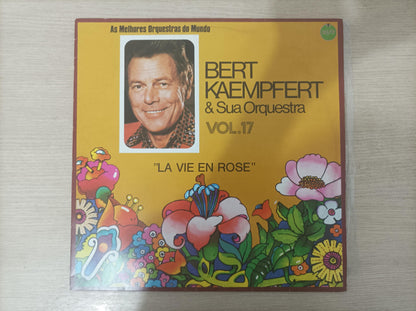 As Melhores Orquestras do Mundo
BERT
KAEMPFERT
& Sua Orquestra
VOL.17
"LA VIE EN ROSE"